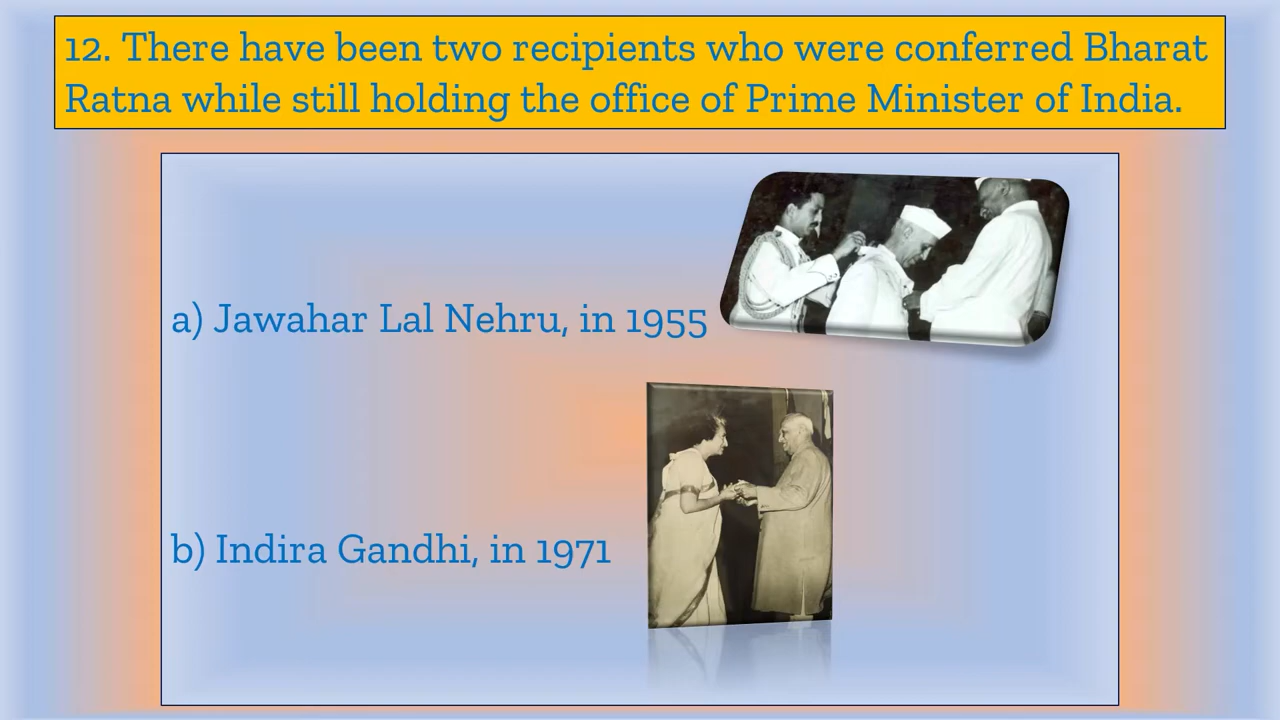 12. There have been two recipients who were conferred Bharat
Ratna while still holding the office of Prime Minister of India.
a) Jawahar Lal Nehru, in 1955
b) Indira Gandhi, in 1971